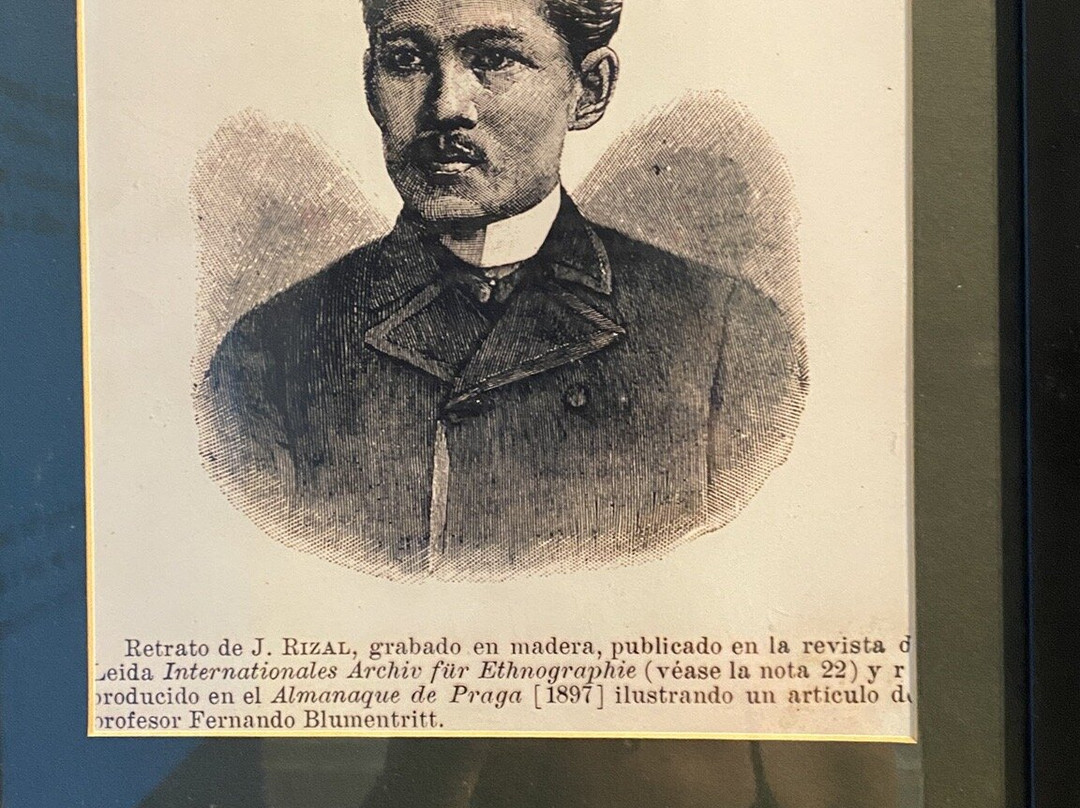 Retrato de J. RIZAL, grabado en madera, publicado en la revista d
Leida Internationales Archiv für Ethnographie (véase la nota 22) y r
producido en el Almanaque de Praga [1897] ilustrando un artículo de
profesor Fernando Blumentritt.